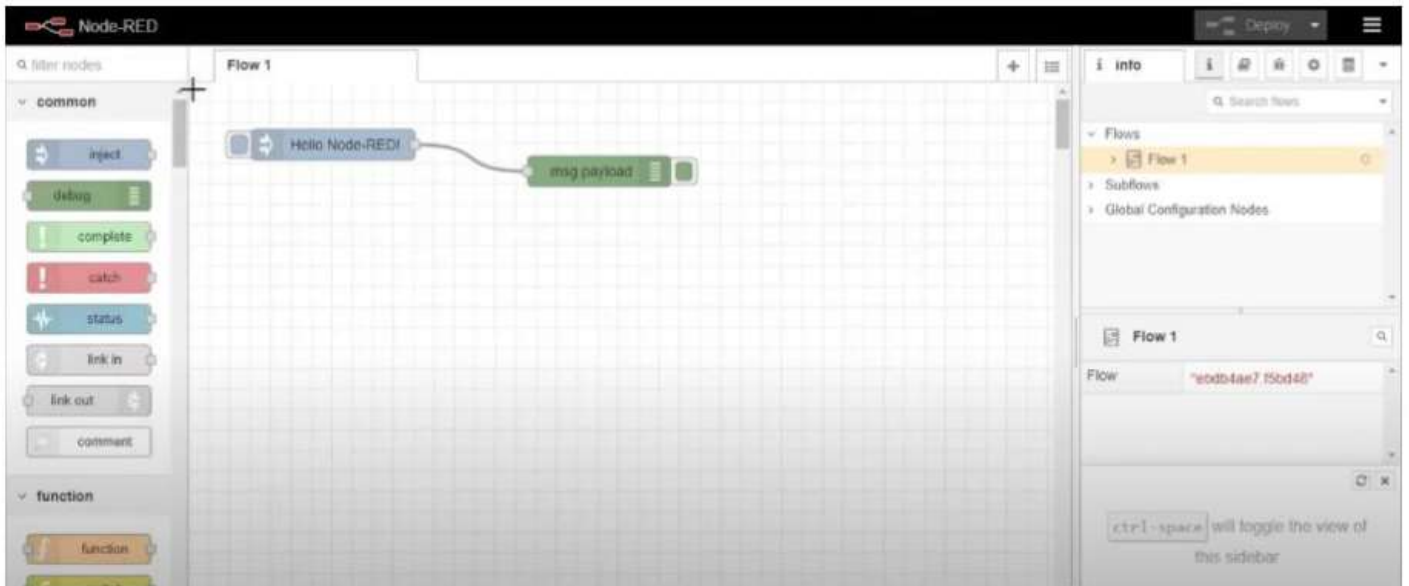 Node-RED
Deploy
filter nodes
Flow 1
i info
Search flows
common
Flows
Flow 1
Subflows
Global Configuration Nodes
inject
debug
complete
catch
status
link in
link out
comment
function
function
Hello Node-RED!
msg.payload
Flow 1
Flow
"ebdb4ae7.f5bd48"
ctrl-space will toggle the view of
this sidebar